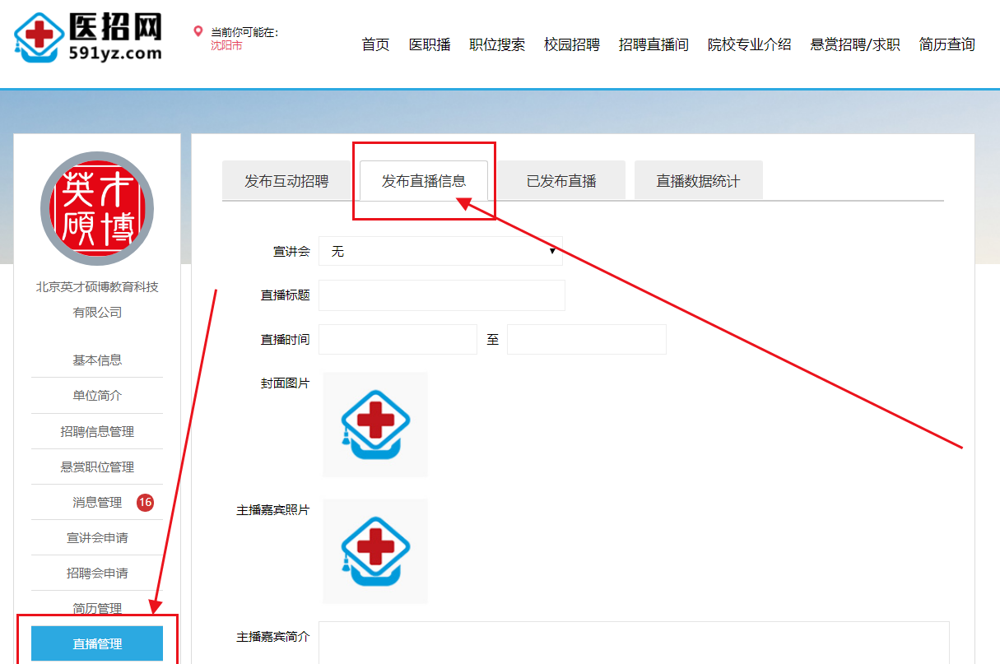 医招网
591yz.com
当前你可能在:
沈阳市
首页 医职播 职位搜索 校园招聘 招聘直播间 院校专业介绍 悬赏招聘/求职 简历查询
英才
碩博
北京英才硕博教育科技
有限公司
基本信息
单位简介
招聘信息管理
悬赏职位管理
消息管理 16
宣讲会申请
招聘会申请
简历管理
直播管理
发布互动招聘 发布直播信息 已发布直播 直播数据统计
宣讲会 无
直播标题
直播时间 至
封面图片
主播嘉宾照片
主播嘉宾简介